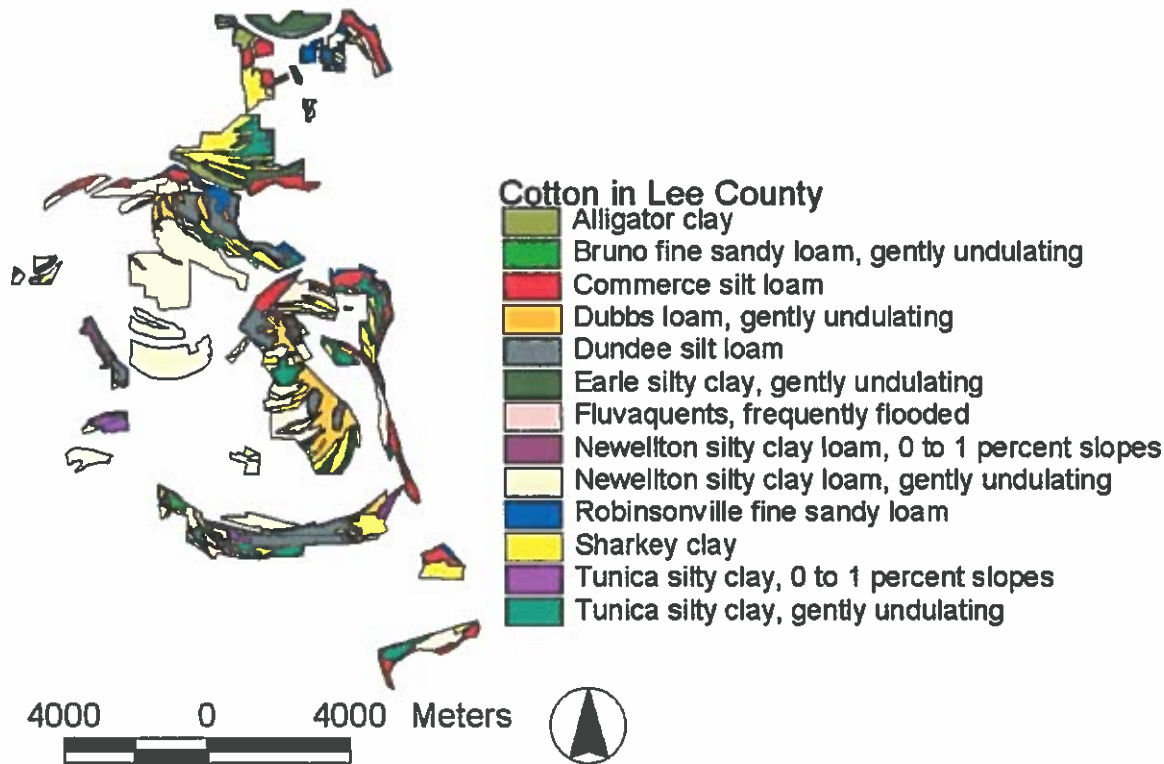 Cotton in Lee County
Alligator clay
Bruno fine sandy loam, gently undulating
Commerce silt loam
Dubbs loam, gently undulating
Dundee silt loam
Earle silty clay, gently undulating
Fluvaquents, frequently flooded
Newellton silty clay loam, 0 to 1 percent slopes
Newellton silty clay loam, gently undulating
Robinsonville fine sandy loam
Sharkey clay
Tunica silty clay, 0 to 1 percent slopes
Tunica silty clay, gently undulating
4000 0 4000 Meters